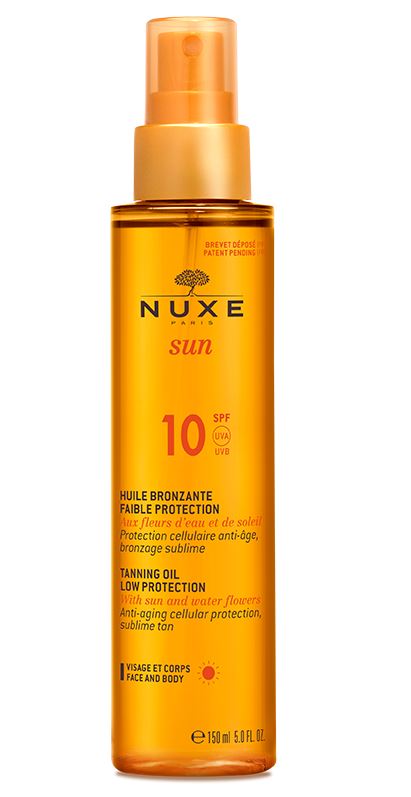 BREVET DÉPOSÉ
PATENT PENDING
NUXE
PARIS
sun
10 SPF
UVA
UVB
HUILE BRONZANTE
FAIBLE PROTECTION
Aux fleurs d'eau et de soleil
Protection cellulaire anti-âge,
bronzage sublime
TANNING OIL
LOW PROTECTION
With sun and water flowers
Anti-aging cellular protection,
sublime tan
VISAGE ET CORPS
FACE AND BODY
℮150 ml 5.0 FL. OZ.